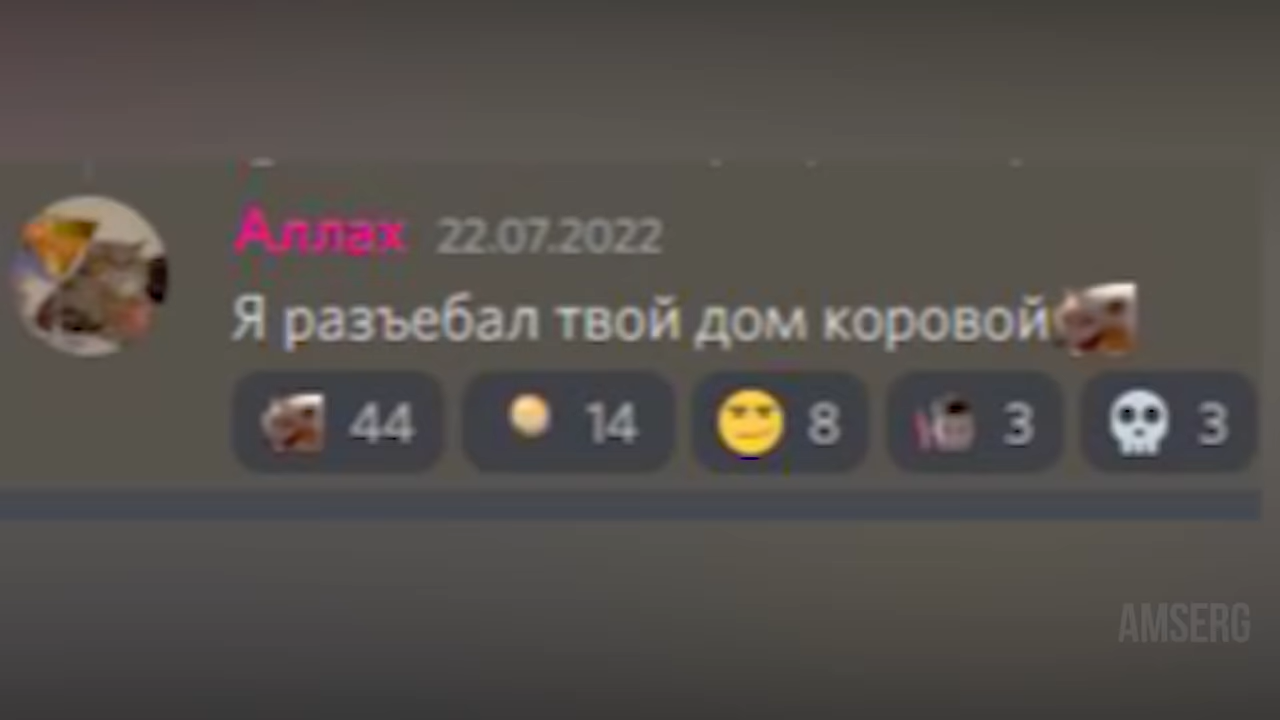 Аллах 22.07.2022
Я разъебал твой дом коровой
44 14 8 3 3
AMSERG